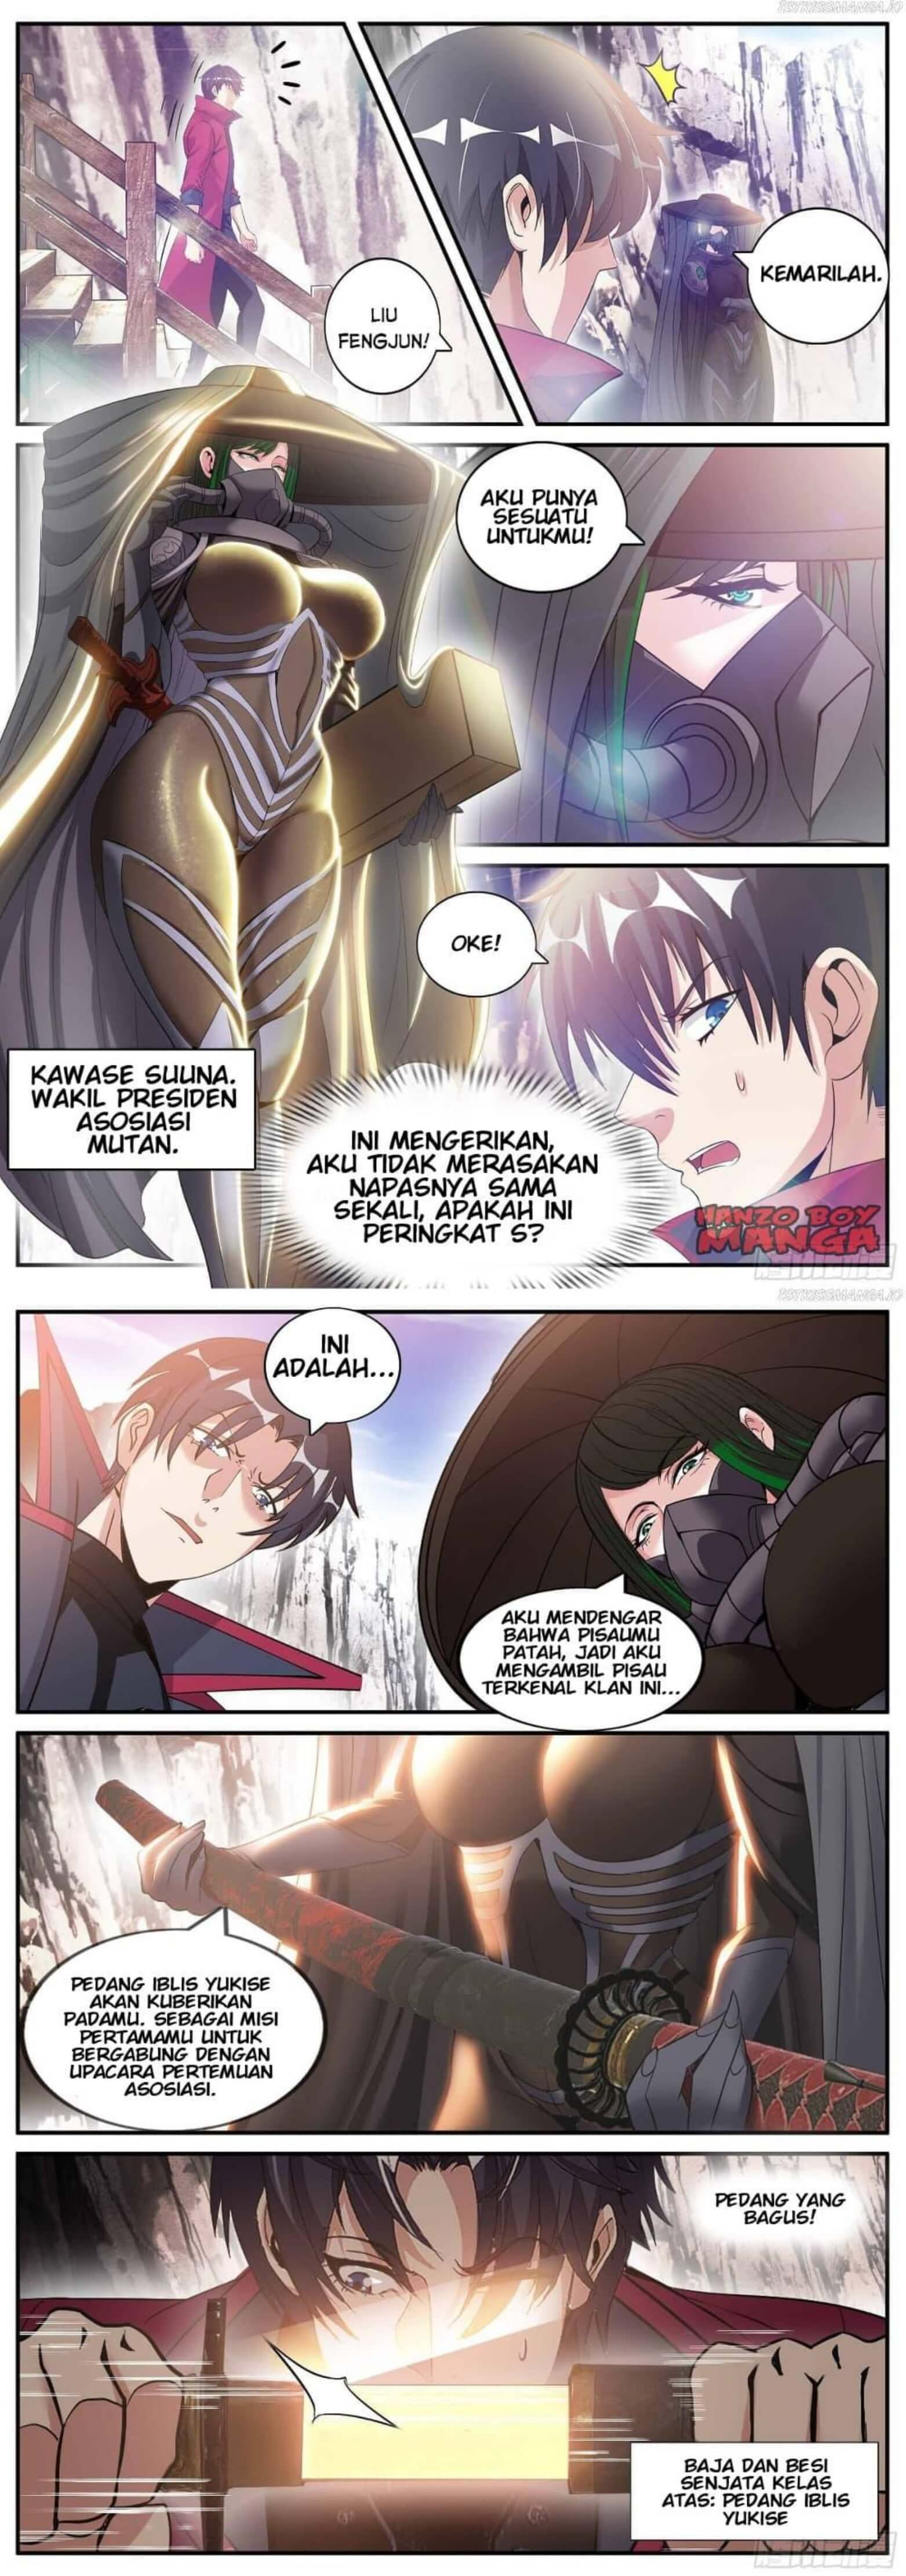 LIU
FENGJUN!
KEMARILAH.
AKU PUNYA
SESUATU
UNTUKMU!
OKE!
KAWASE SUUNA.
WAKIL PRESIDEN
ASOSIASI
MUTAN.
INI MENGERIKAN,
AKU TIDAK MERASAKAN
NAPASNYA SAMA
SEKALI, APAKAH INI
PERINGKAT S?
HANZO BOY
MANGA
INI
ADALAH...
AKU MENDENGAR
BAHWA PISAUMU
PATAH, JADI AKU
MENGAMBIL PISAU
TERKENAL KLAN INI...
PEDANG IBLIS YUKISE
AKAN KUBERIKAN
PADAMU. SEBAGAI MISI
PERTAMAMU UNTUK
BERGABUNG DENGAN
UPACARA PERTEMUAN
ASOSIASI.
PEDANG YANG
BAGUS!
BAJA DAN BESI
SENJATA KELAS
ATAS: PEDANG IBLIS
YUKISE